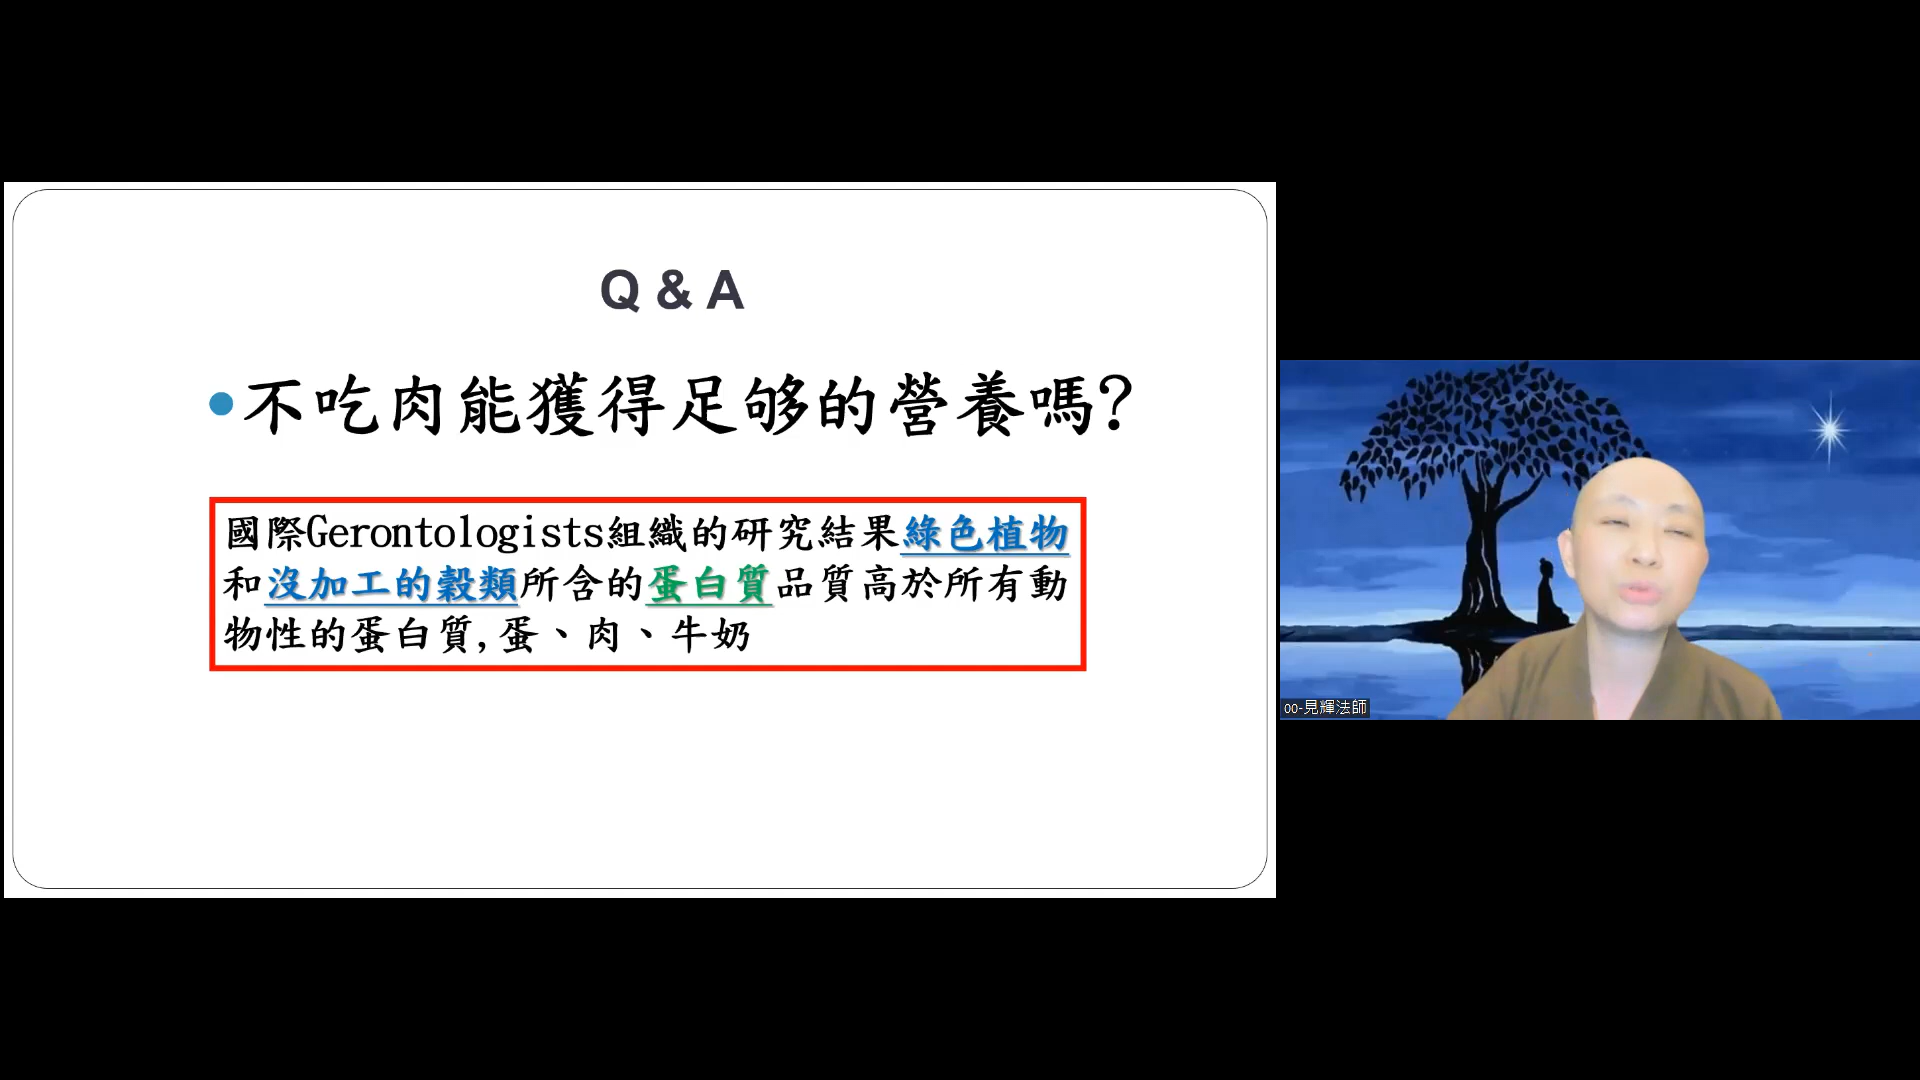 Q & A
•不吃肉能獲得足够的營養嗎?
國際Gerontologists組織的研究結果綠色植物
和沒加工的穀類所含的蛋白質品質高於所有動
物性的蛋白質,蛋、肉、牛奶
00-見輝法師